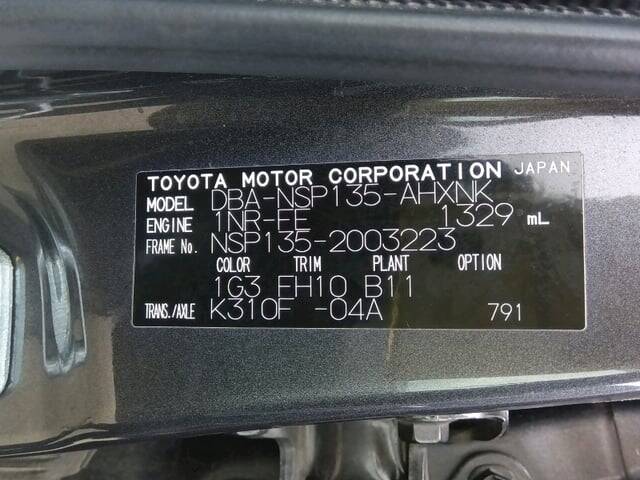 TOYOTA MOTOR CORPORATION JAPAN
MODEL DBA-NSP135-AHXNK
ENGINE 1NR-FE 1329 mL
FRAME No. NSP135-2003223
COLOR TRIM PLANT OPTION
1G3 FH10 B11
TRANS./AXLE K310F -04A 791